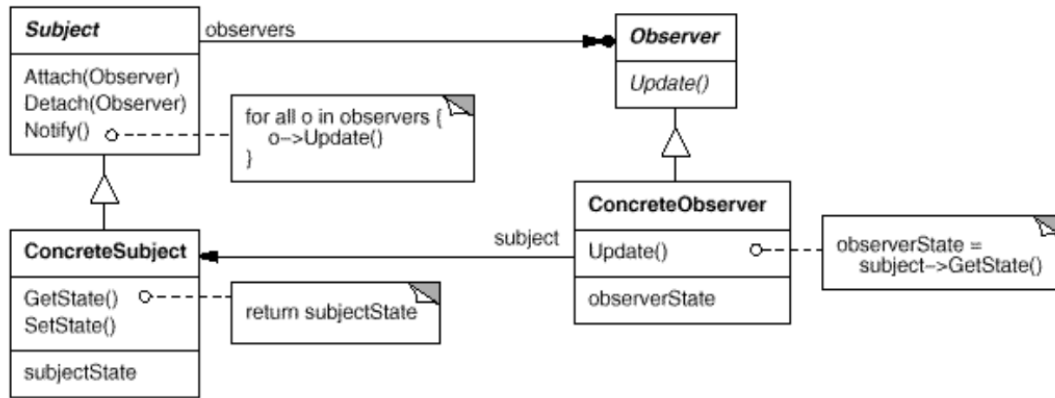 Subject
observers
Observer
Attach(Observer)
Detach(Observer)
Notify()
Update()
for all o in observers {
o->Update()
}
ConcreteSubject
GetState()
SetState()
subjectState
return subjectState
subject
ConcreteObserver
Update()
observerState
observerState =
subject->GetState()